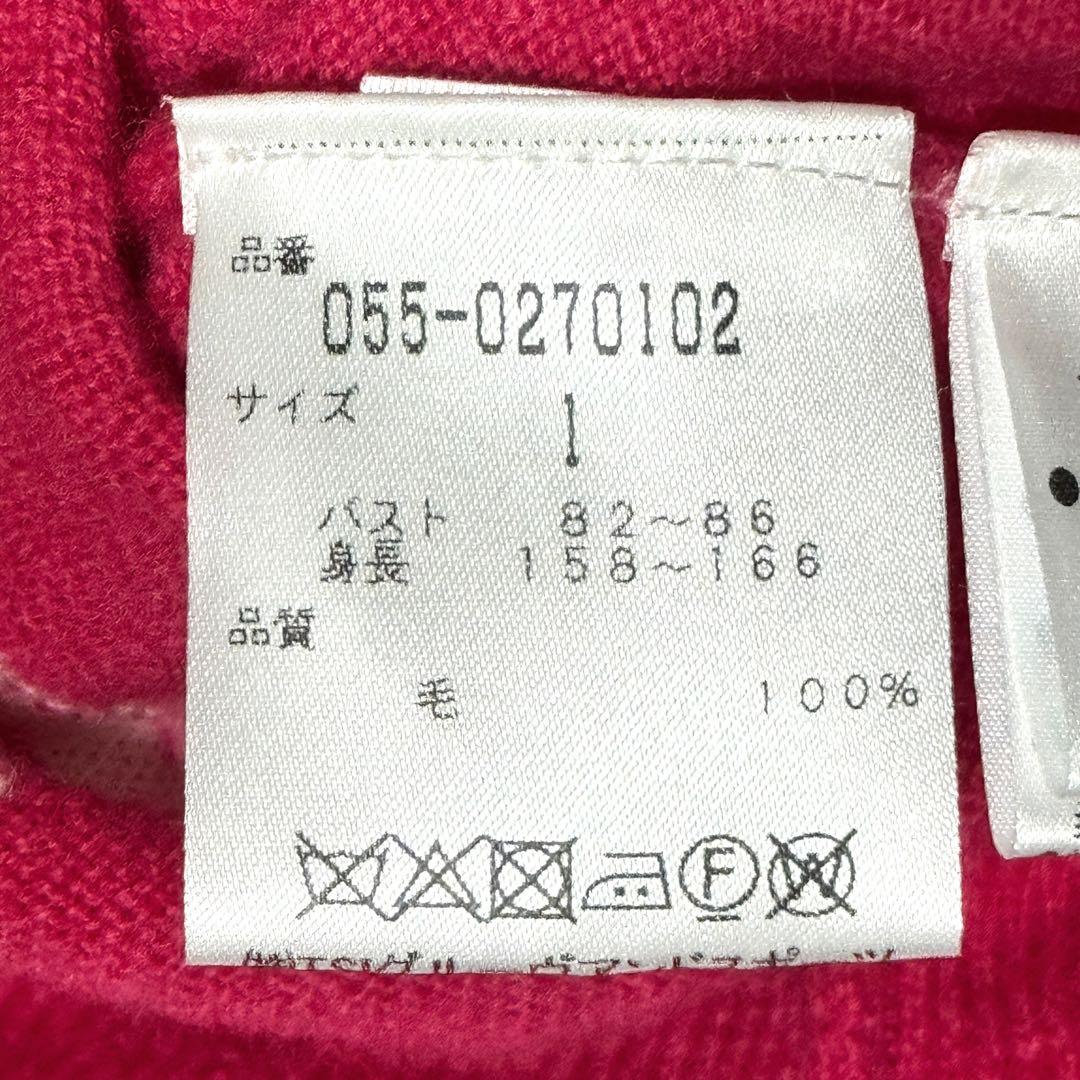 品番
055-0270102
サイズ 1
バスト 82～86
身長 158～166
品質
毛 100%
F
W